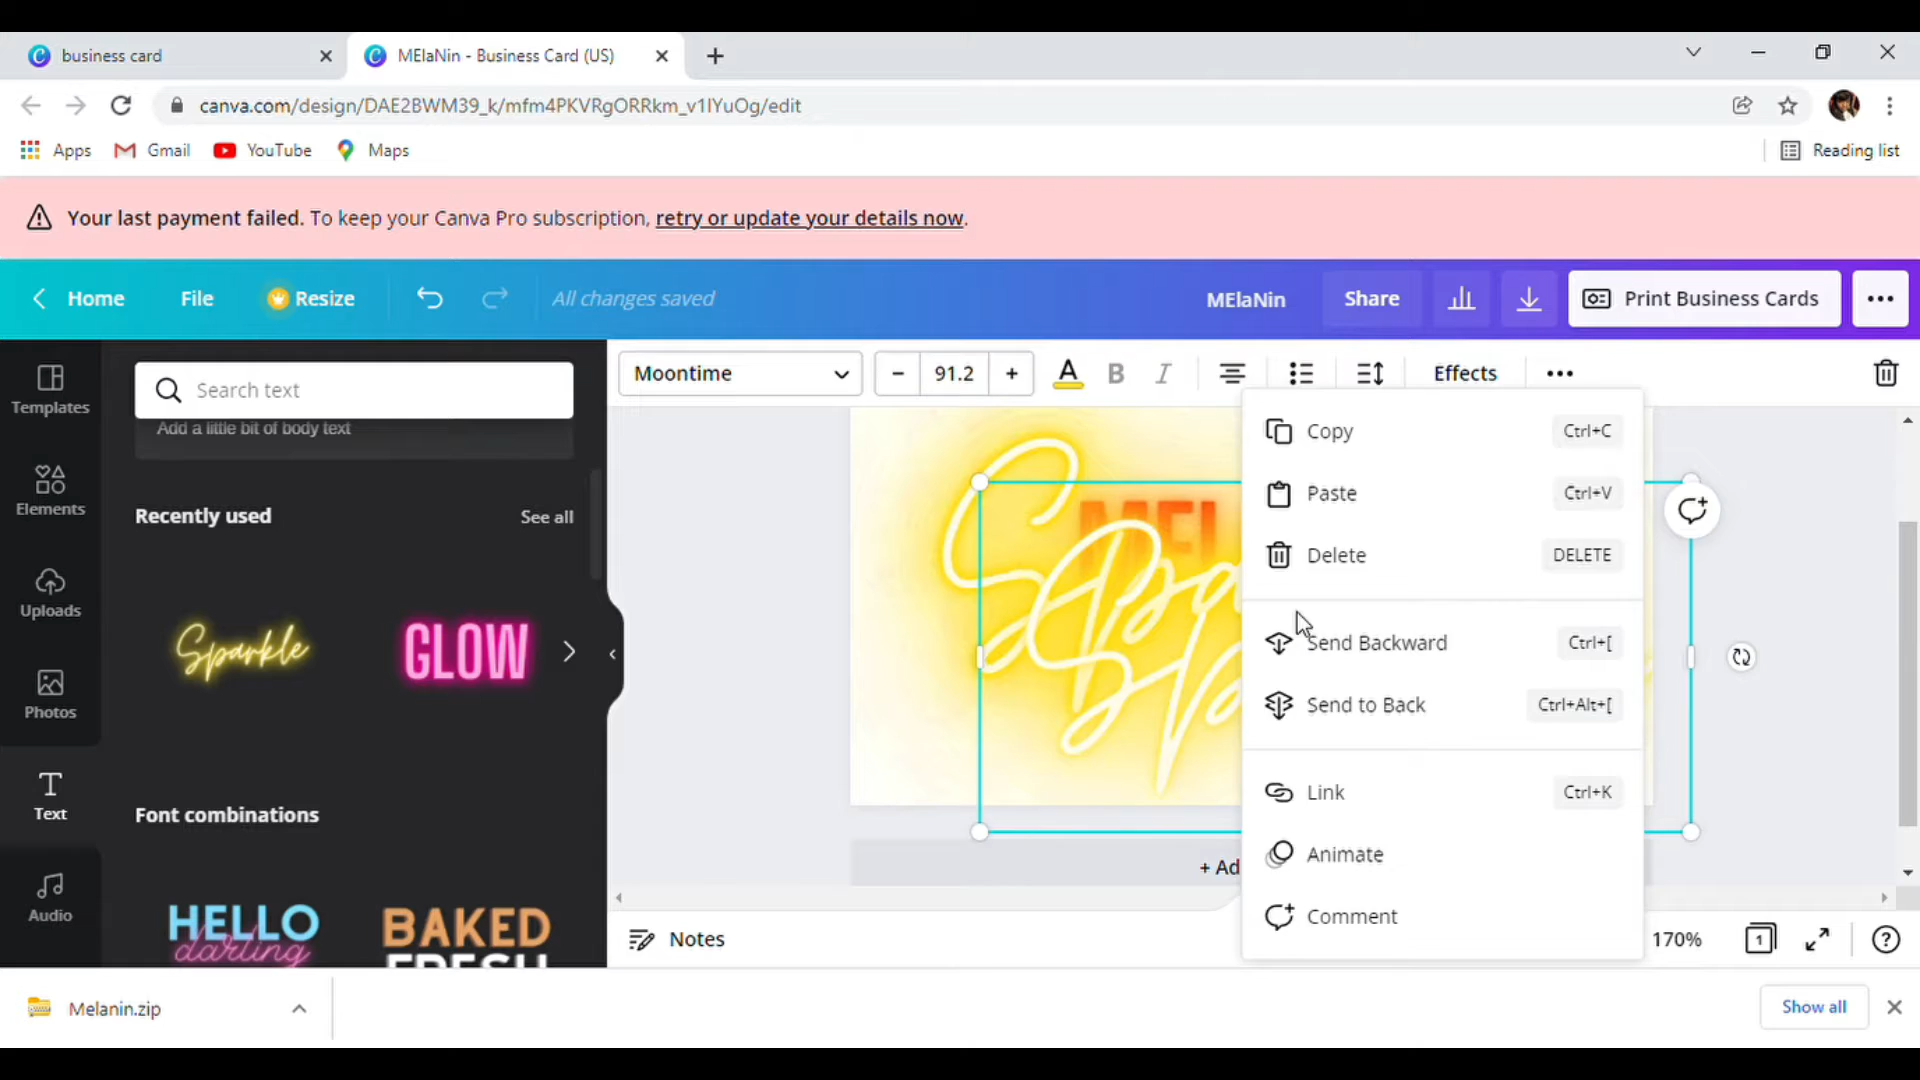 business card
MElaNin - Business Card (US)
canva.com/design/DAE2BWM39_k/mfm4PKVRgORRkm_v1IYuOg/edit
Apps
Gmail
YouTube
Maps
Reading list
Your last payment failed. To keep your Canva Pro subscription, retry or update your details now.
Home
File
Resize
All changes saved
MElaNin
Share
Print Business Cards
Templates
Elements
Uploads
Photos
Text
Audio
Search text
Add a little bit of body text
Recently used
See all
Sparkle
GLOW
Font combinations
HELLO
darling
BAKED
FRESH
Moontime
91.2
A
B
I
Effects
MEL
Copy Ctrl+C
Paste Ctrl+V
Delete DELETE
Send Backward Ctrl+[
Send to Back Ctrl+Alt+[
Link Ctrl+K
Animate
Comment
+ Ad
Notes
170%
1
Melanin.zip
Show all